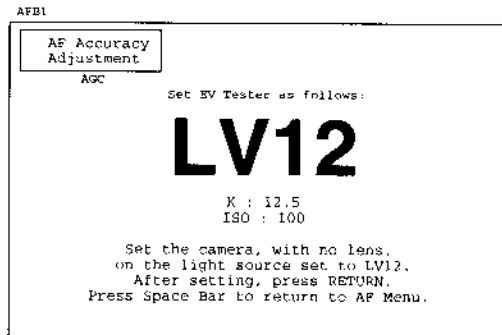 AFB1
AF Accuracy
Adjustment
AGC
Set EV Tester as follows:
LV12
K : 12.5
ISO : 100
Set the camera, with no lens,
on the light source set to LV12.
After setting, press RETURN.
Press Space Bar to return to AF Menu.